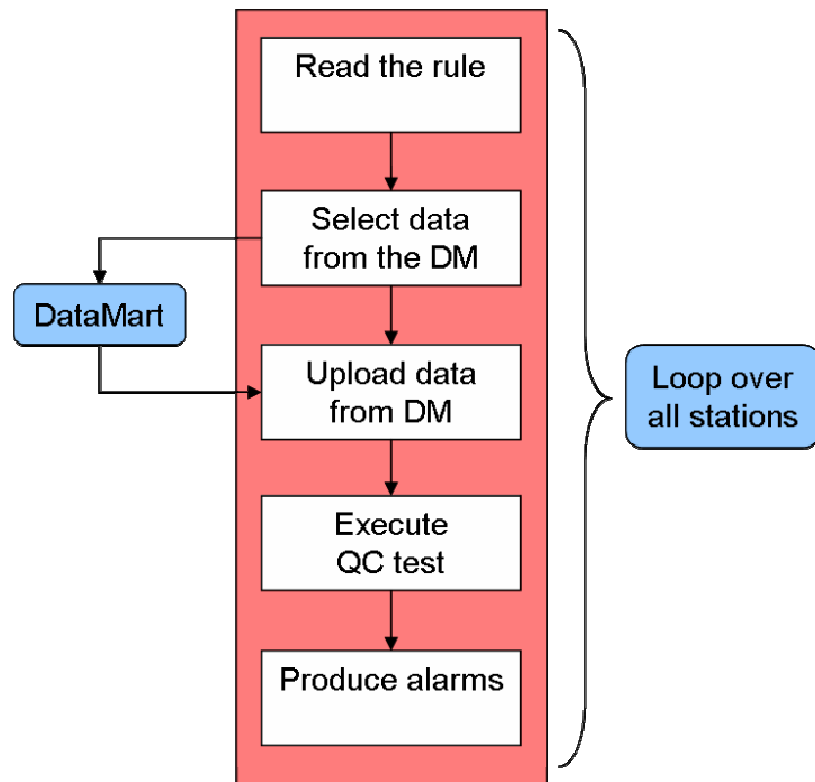 Read the rule
Select data
from the DM
DataMart
Upload data
from DM
Loop over
all stations
Execute
QC test
Produce alarms